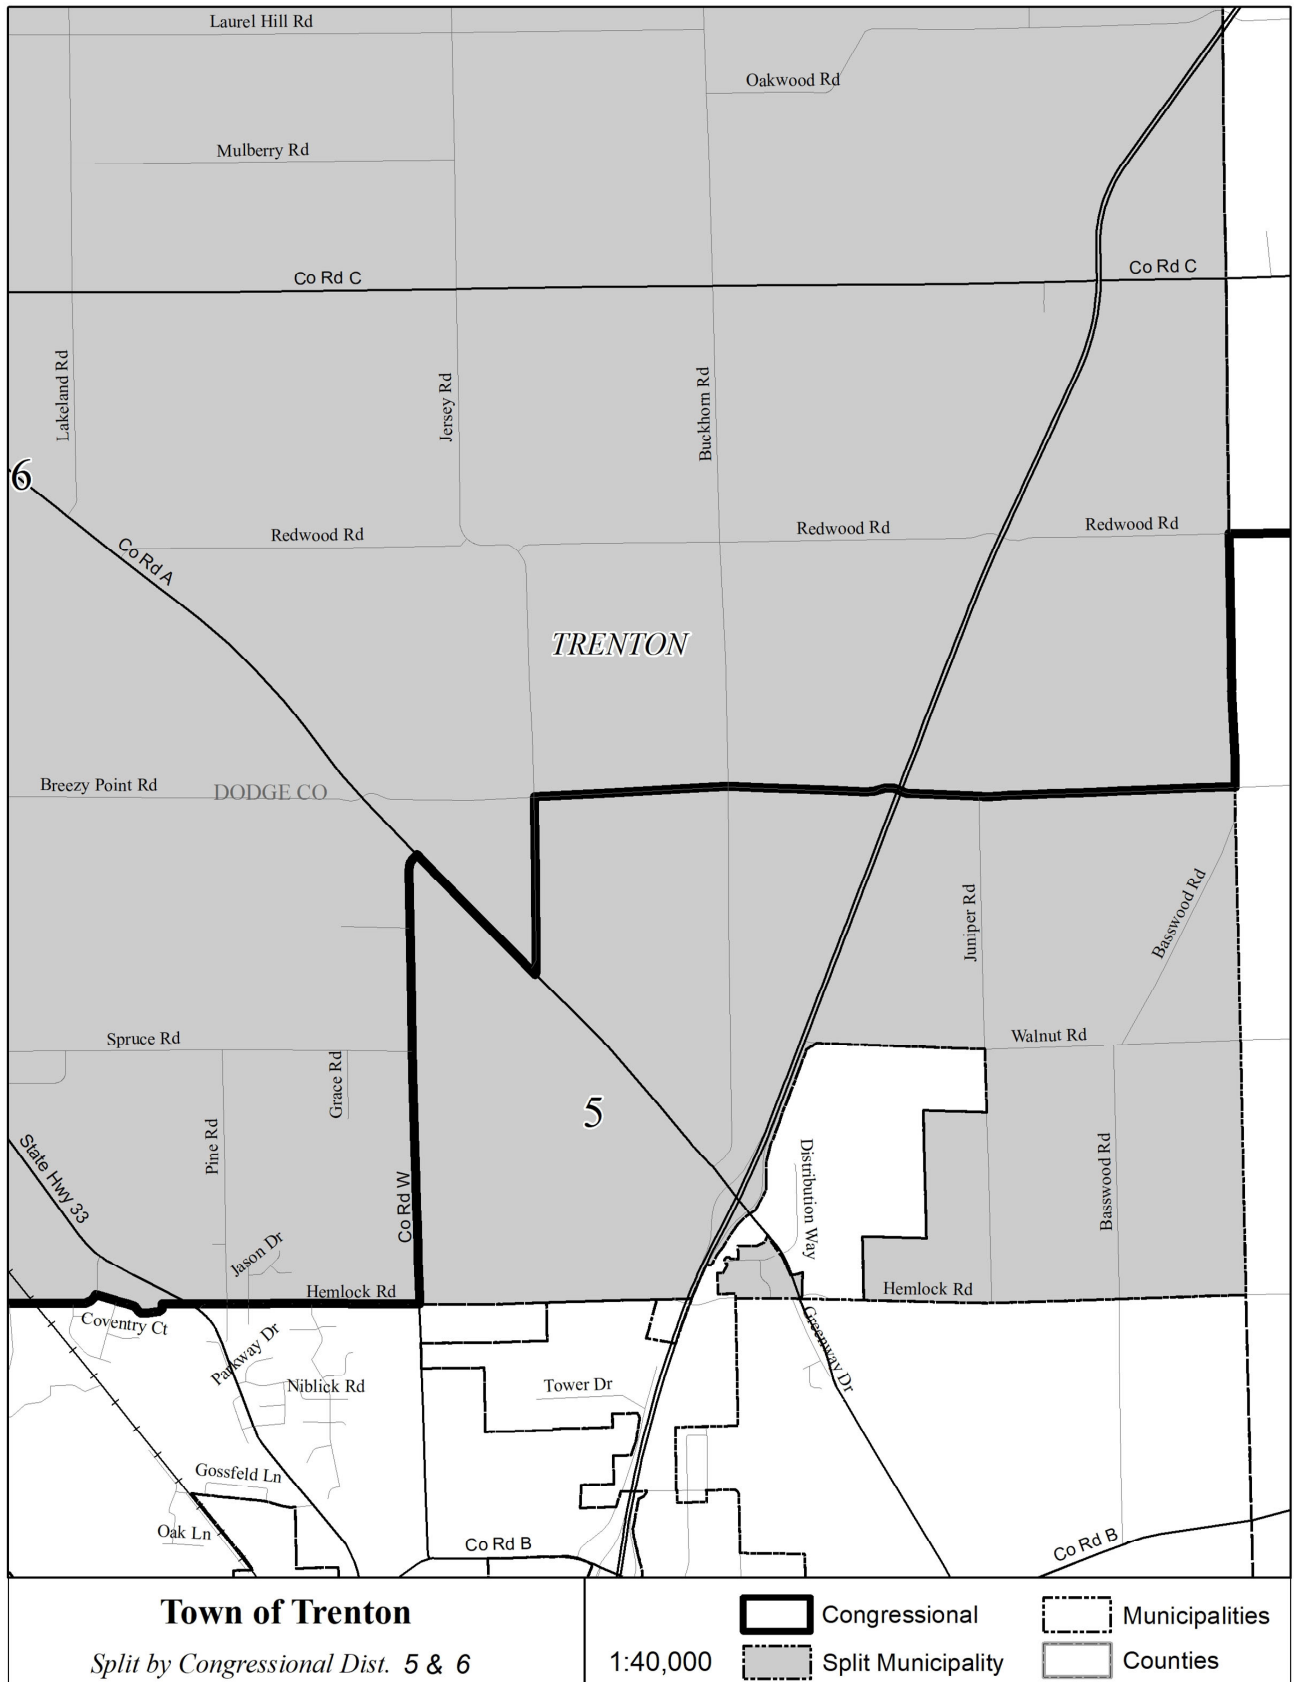 Laurel Hill Rd
Oakwood Rd
Mulberry Rd
Co Rd C
Co Rd C
Lakeland Rd
Jersey Rd
Buckhorn Rd
6
Redwood Rd
Redwood Rd
Redwood Rd
Co Rd A
TRENTON
Breezy Point Rd
DODGE CO
Juniper Rd
Basswood Rd
Spruce Rd
Grace Rd
Walnut Rd
5
Pine Rd
State Hwy 33
Co Rd W
Distribution Way
Basswood Rd
Jason Dr
Hemlock Rd
Hemlock Rd
Coventry Ct
Parkway Dr
Greenway Dr
Niblick Rd
Tower Dr
Gossfeld Ln
Oak Ln
Co Rd B
Co Rd B
Town of Trenton
Split by Congressional Dist. 5 & 6
1:40,000
Congressional
Split Municipality
Municipalities
Counties